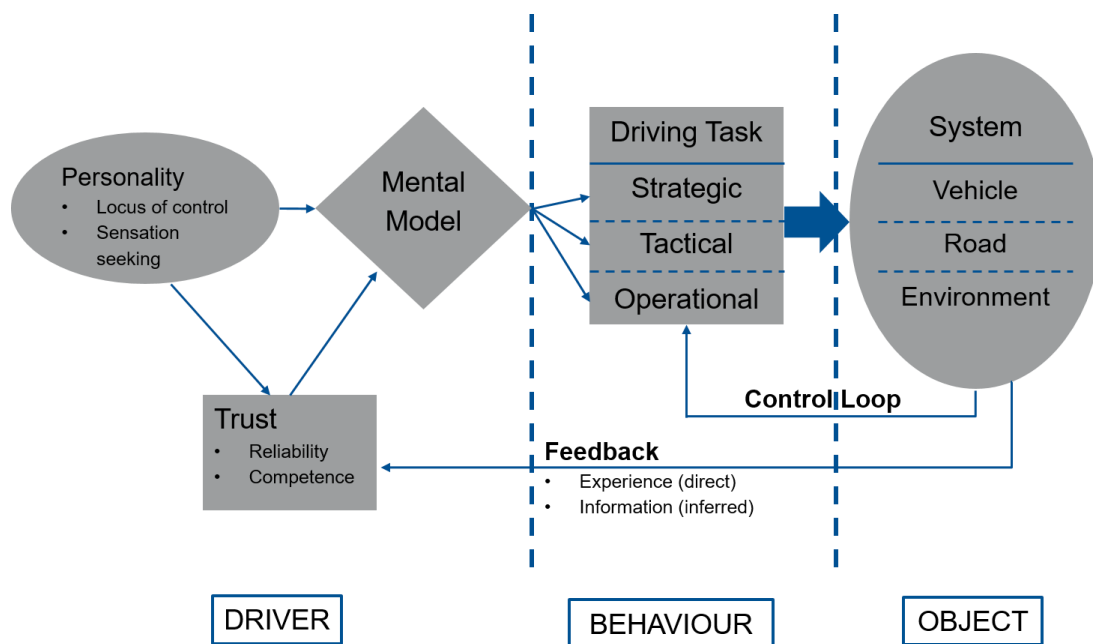 Personality
• Locus of control
• Sensation
seeking
Mental
Model
Trust
• Reliability
• Competence
Driving Task
Strategic
Tactical
Operational
System
Vehicle
Road
Environment
Control Loop
Feedback
• Experience (direct)
• Information (inferred)
DRIVER
BEHAVIOUR
OBJECT